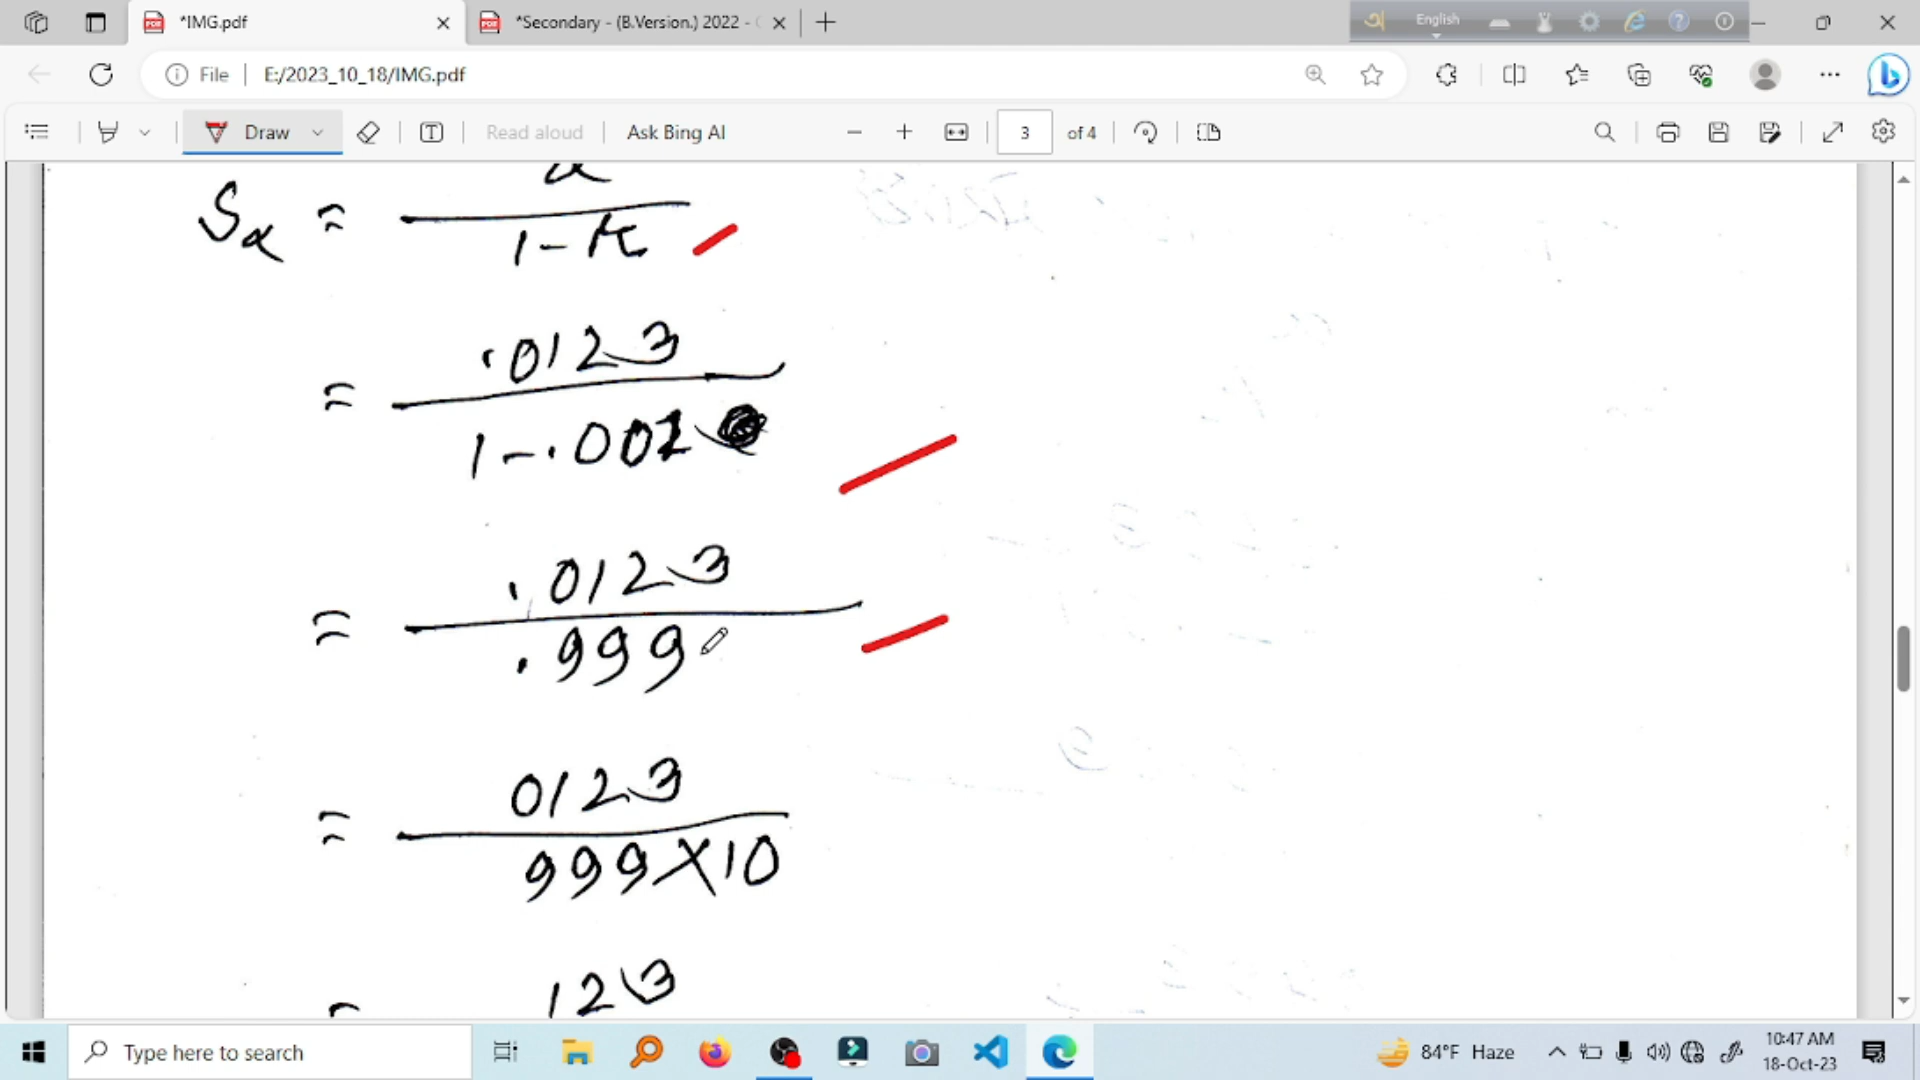 *IMG.pdf
*Secondary - (B.Version.) 2022 -
English
File
E:/2023_10_18/IMG.pdf
Draw
Read aloud
Ask Bing AI
3
of 4
S∝ = a / 1-r
= .0123 / 1-.001
= .0123 / .999
= 0123 / 999×10
= 123
Type here to search
84°F Haze
10:47 AM
18-Oct-23